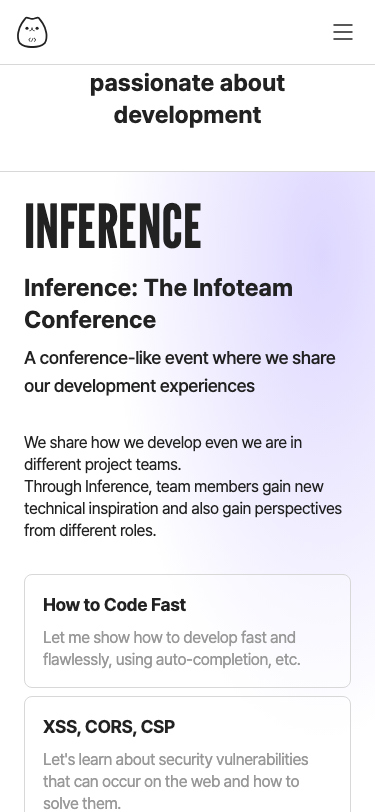 passionate about
development
INFERENCE
Inference: The Infoteam
Conference
A conference-like event where we share
our development experiences
We share how we develop even we are in
different project teams.
Through Inference, team members gain new
technical inspiration and also gain perspectives
from different roles.
How to Code Fast
Let me show how to develop fast and
flawlessly, using auto-completion, etc.
XSS, CORS, CSP
Let's learn about security vulnerabilities
that can occur on the web and how to
solve them.